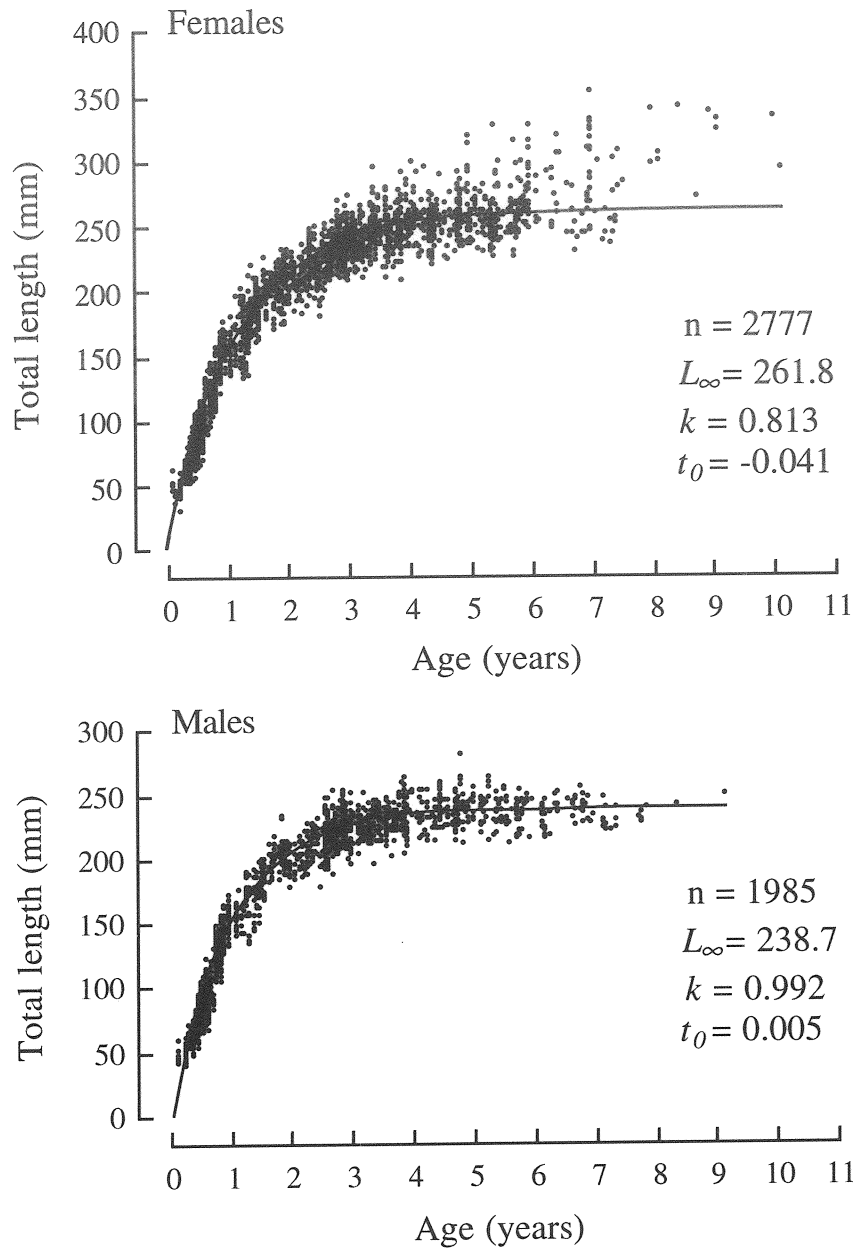 Females
400
350
300
250
200
150
100
50
0
Total length (mm)
n = 2777
L∞ = 261.8
k = 0.813
t0 = -0.041
0 1 2 3 4 5 6 7 8 9 10 11
Age (years)
Males
300
250
200
150
100
50
0
Total length (mm)
n = 1985
L∞ = 238.7
k = 0.992
t0 = 0.005
0 1 2 3 4 5 6 7 8 9 10 11
Age (years)